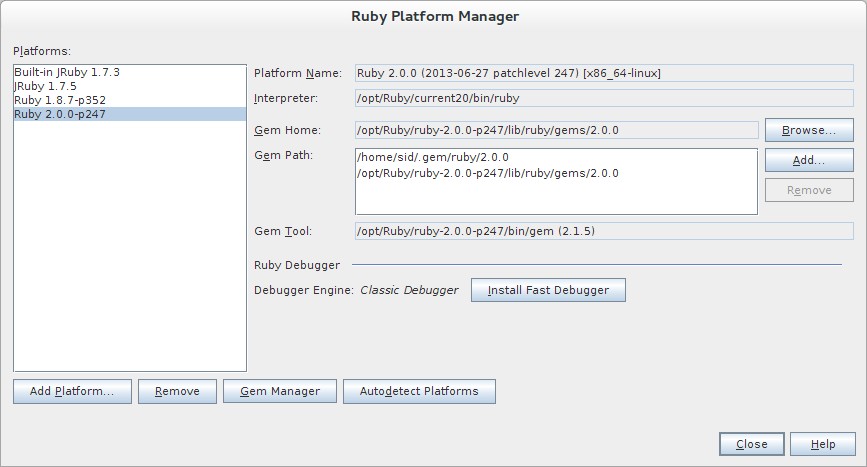 Ruby Platform Manager
Platforms:
Built-in JRuby 1.7.3
JRuby 1.7.5
Ruby 1.8.7-p352
Ruby 2.0.0-p247
Platform Name: Ruby 2.0.0 (2013-06-27 patchlevel 247) [x86_64-linux]
Interpreter: /opt/Ruby/current20/bin/ruby
Gem Home: /opt/Ruby/ruby-2.0.0-p247/lib/ruby/gems/2.0.0 Browse...
Gem Path: /home/sid/.gem/ruby/2.0.0 Add...
/opt/Ruby/ruby-2.0.0-p247/lib/ruby/gems/2.0.0
Remove
Gem Tool: /opt/Ruby/ruby-2.0.0-p247/bin/gem (2.1.5)
Ruby Debugger
Debugger Engine: Classic Debugger Install Fast Debugger
Add Platform... Remove Gem Manager Autodetect Platforms
Close Help